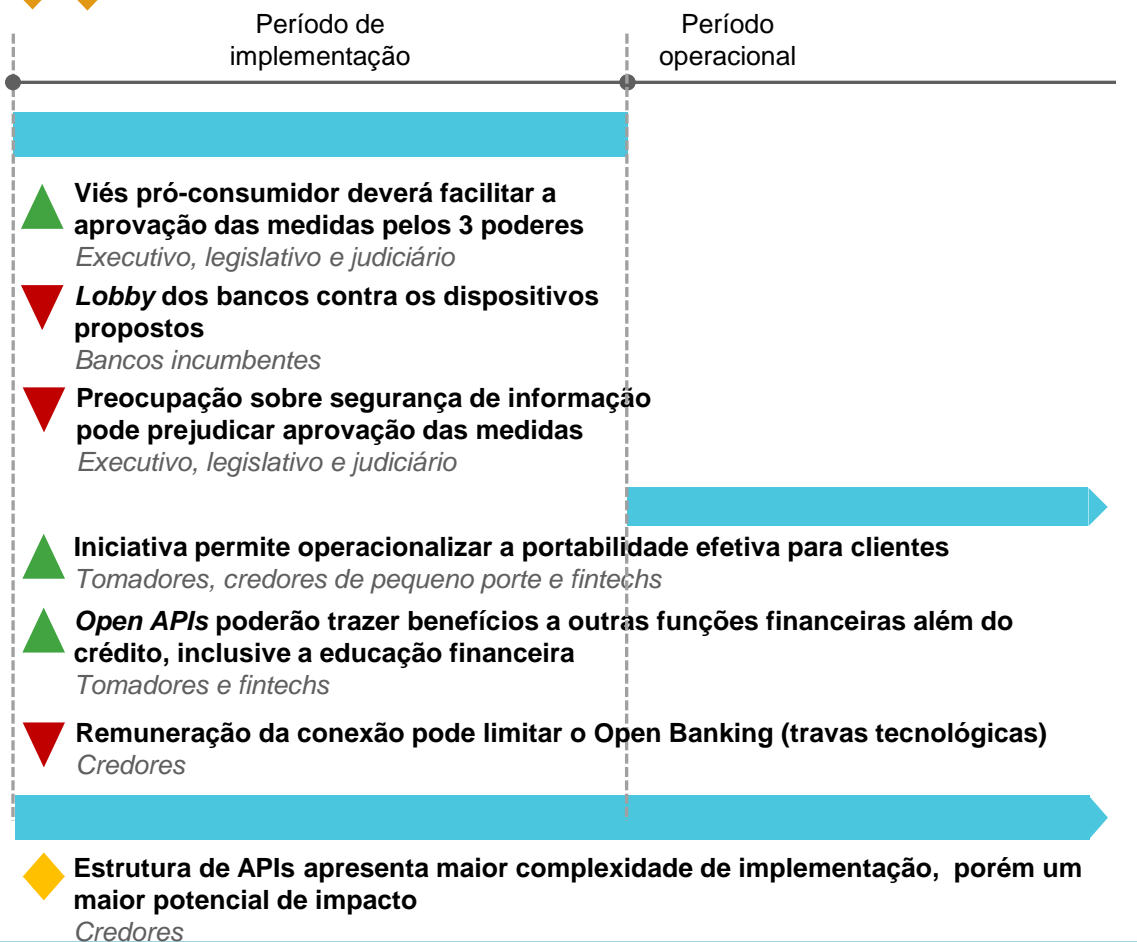 Período de
implementação
Período
operacional
Viés pró-consumidor deverá facilitar a
aprovação das medidas pelos 3 poderes
Executivo, legislativo e judiciário
Lobby dos bancos contra os dispositivos
propostos
Bancos incumbentes
Preocupação sobre segurança de informação
pode prejudicar aprovação das medidas
Executivo, legislativo e judiciário
Iniciativa permite operacionalizar a portabilidade efetiva para clientes
Tomadores, credores de pequeno porte e fintechs
Open APIs poderão trazer benefícios a outras funções financeiras além do
crédito, inclusive a educação financeira
Tomadores e fintechs
Remuneração da conexão pode limitar o Open Banking (travas tecnológicas)
Credores
Estrutura de APIs apresenta maior complexidade de implementação,  porém um
maior potencial de impacto
Credores